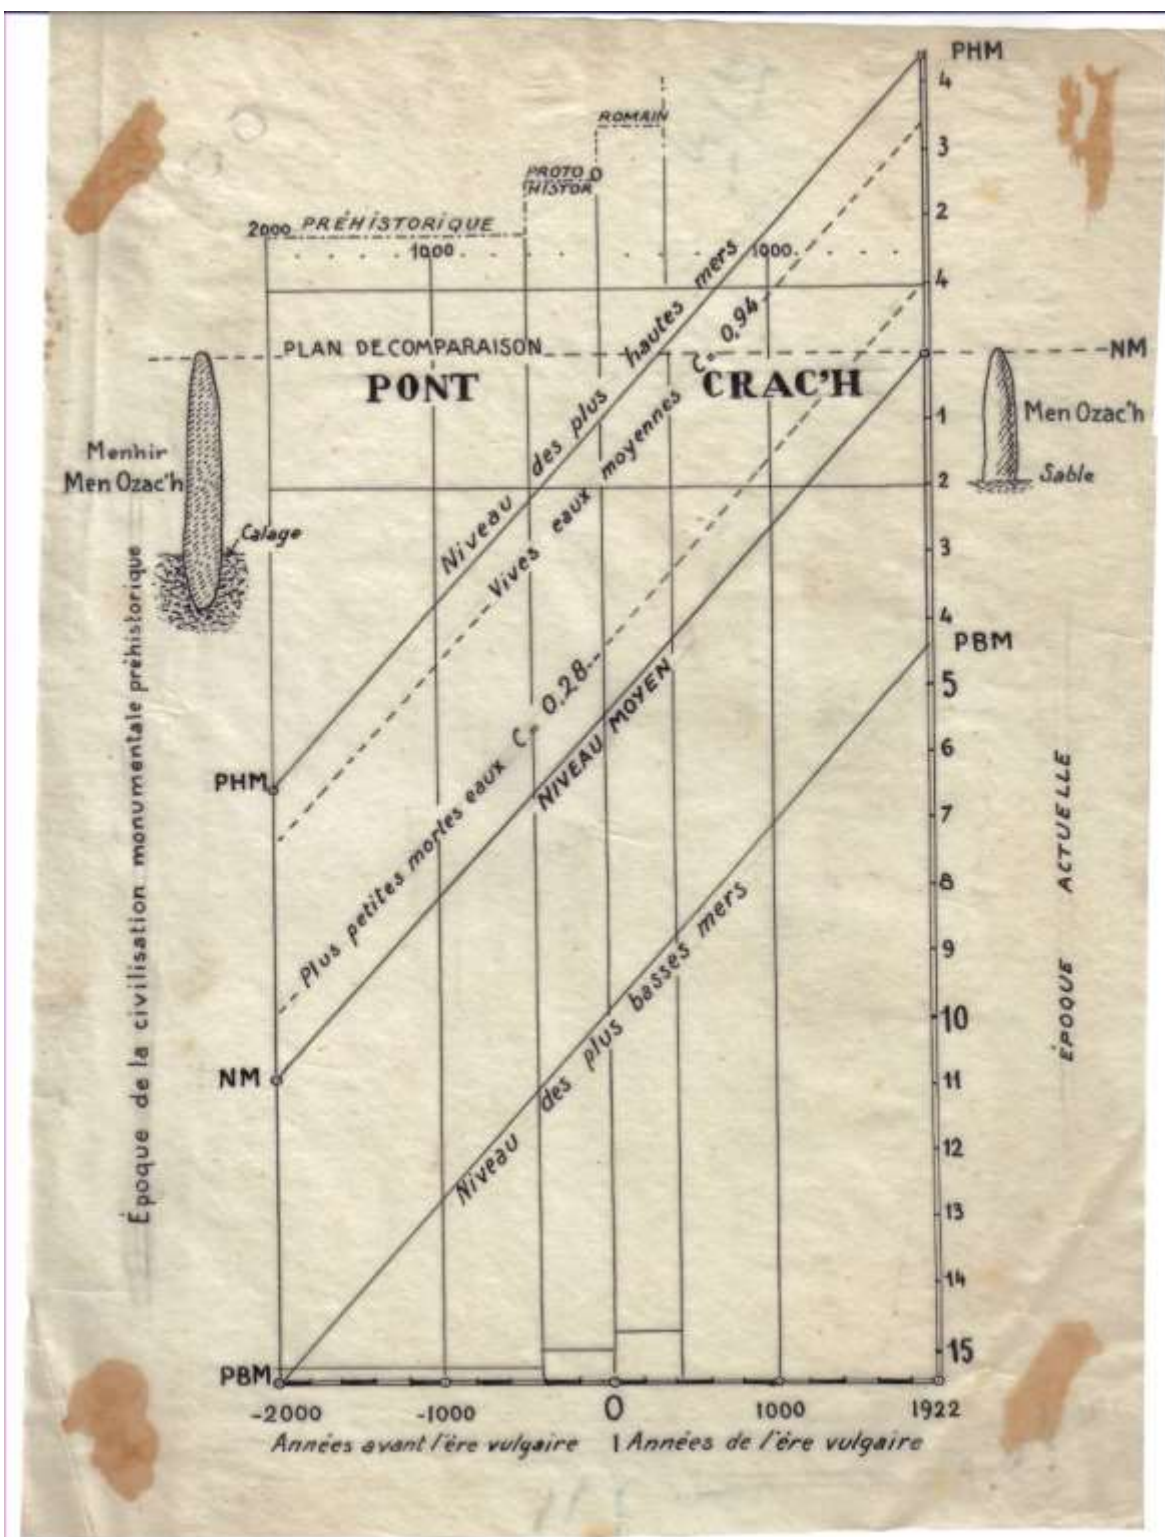 PHM
4
ROMAIN
3
PROTO
HISTOR
O
2
2000 PRÉHISTORIQUE
1000
1000
4
PLAN DE COMPARAISON
NM
PONT CRAC'H
Men Ozac'h
Sable
Menhir
Men Ozac'h
Calage
Niveau des plus hautes mers
Vives eaux moyennes C= 0,94
Plus petites mortes eaux C= 0,28
NIVEAU MOYEN
Niveau des plus basses mers
1
2
3
4
PBM
5
6
7
8
9
10
11
12
13
14
15
PHM
NM
PBM
Époque de la civilisation monumentale préhistorique
ÉPOQUE ACTUELLE
-2000 -1000 0 1000 1922
Années avant l'ère vulgaire | Années de l'ère vulgaire